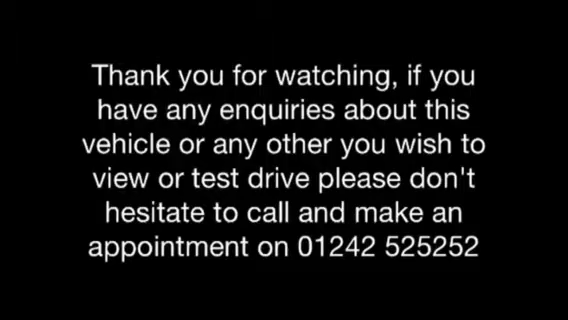 Thank you for watching, if you
have any enquiries about this
vehicle or any other you wish to
view or test drive please don't
hesitate to call and make an
appointment on 01242 525252